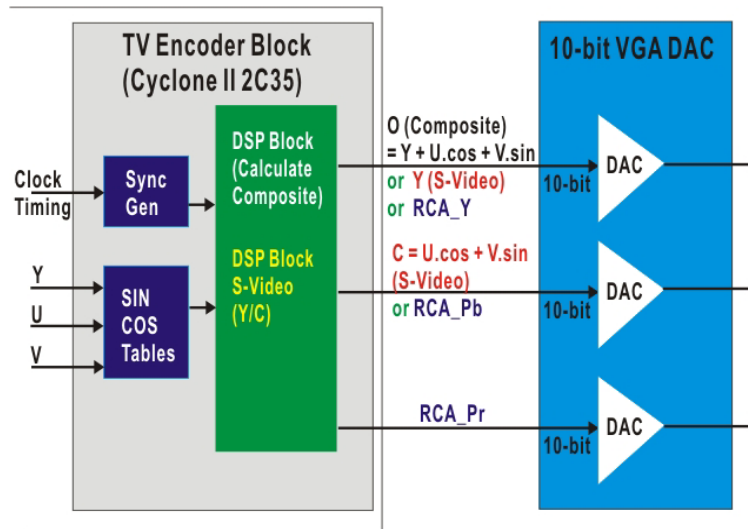 TV Encoder Block
(Cyclone II 2C35)
Clock
Timing
Sync
Gen
Y
U
V
SIN
COS
Tables
DSP Block
(Calculate
Composite)
DSP Block
S-Video
(Y/C)
O (Composite)
= Y + U.cos + V.sin
or Y (S-Video)
or RCA_Y
C = U.cos + V.sin
(S-Video)
or RCA_Pb
RCA_Pr
10-bit VGA DAC
10-bit
DAC
10-bit
DAC
10-bit
DAC